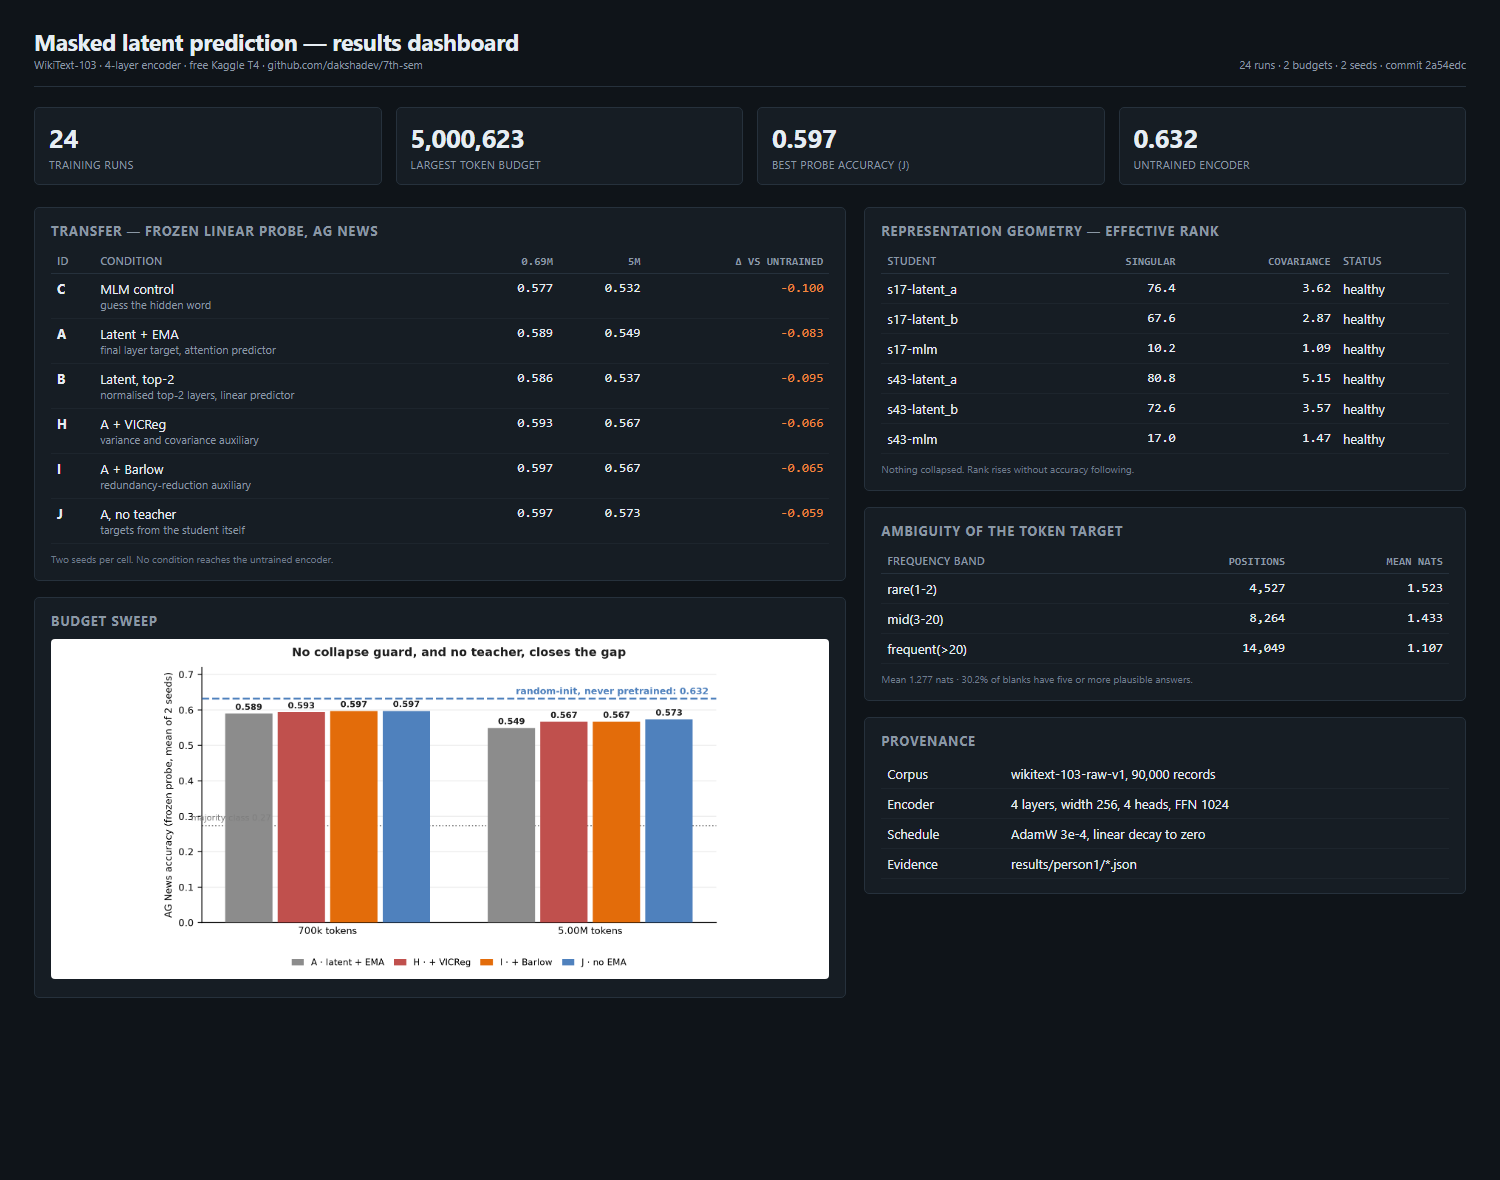 Masked latent prediction — results dashboard
WikiText-103 · 4-layer encoder · free Kaggle T4 · github.com/dakshadev/7th-sem
24 runs · 2 budgets · 2 seeds · commit 2a54edc
24
TRAINING RUNS
5,000,623
LARGEST TOKEN BUDGET
0.597
BEST PROBE ACCURACY (J)
0.632
UNTRAINED ENCODER
TRANSFER — FROZEN LINEAR PROBE, AG NEWS
ID CONDITION 0.69M 5M Δ VS UNTRAINED
C MLM control 0.577 0.532 -0.100
guess the hidden word
A Latent + EMA 0.589 0.549 -0.083
final layer target, attention predictor
B Latent, top-2 0.586 0.537 -0.095
normalised top-2 layers, linear predictor
H A + VICReg 0.593 0.567 -0.066
variance and covariance auxiliary
I A + Barlow 0.597 0.567 -0.065
redundancy-reduction auxiliary
J A, no teacher 0.597 0.573 -0.059
targets from the student itself
Two seeds per cell. No condition reaches the untrained encoder.
BUDGET SWEEP
No collapse guard, and no teacher, closes the gap
AG News accuracy (frozen probe, mean of 2 seeds)
0.7
0.6
0.5
0.4
0.3
0.2
0.1
0.0
random-init, never pretrained: 0.632
0.589 0.593 0.597 0.597
0.549 0.567 0.567 0.573
majority class 0.27
700k tokens 5.00M tokens
A · latent + EMA H · + VICReg I · + Barlow J · no EMA
REPRESENTATION GEOMETRY — EFFECTIVE RANK
STUDENT SINGULAR COVARIANCE STATUS
s17-latent_a 76.4 3.62 healthy
s17-latent_b 67.6 2.87 healthy
s17-mlm 10.2 1.09 healthy
s43-latent_a 80.8 5.15 healthy
s43-latent_b 72.6 3.57 healthy
s43-mlm 17.0 1.47 healthy
Nothing collapsed. Rank rises without accuracy following.
AMBIGUITY OF THE TOKEN TARGET
FREQUENCY BAND POSITIONS MEAN NATS
rare(1-2) 4,527 1.523
mid(3-20) 8,264 1.433
frequent(>20) 14,049 1.107
Mean 1.277 nats · 30.2% of blanks have five or more plausible answers.
PROVENANCE
Corpus wikitext-103-raw-v1, 90,000 records
Encoder 4 layers, width 256, 4 heads, FFN 1024
Schedule AdamW 3e-4, linear decay to zero
Evidence results/person1/*.json